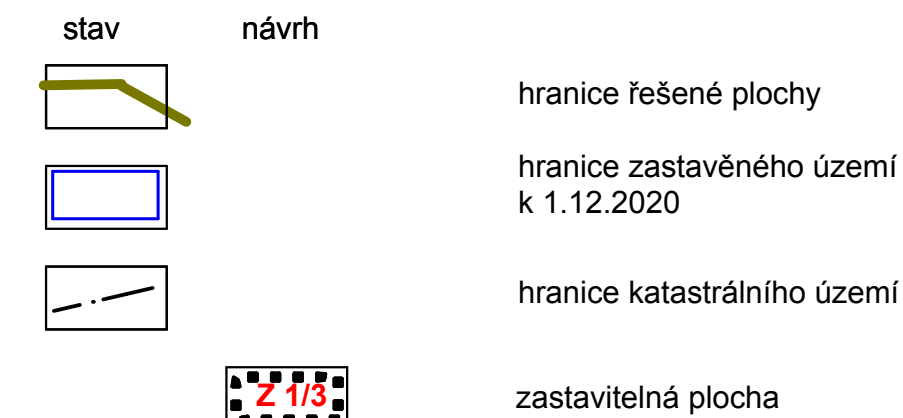 stav návrh
hranice řešené plochy
hranice zastavěného území
k 1.12.2020
hranice katastrálního území
Z 1/3 zastavitelná plocha